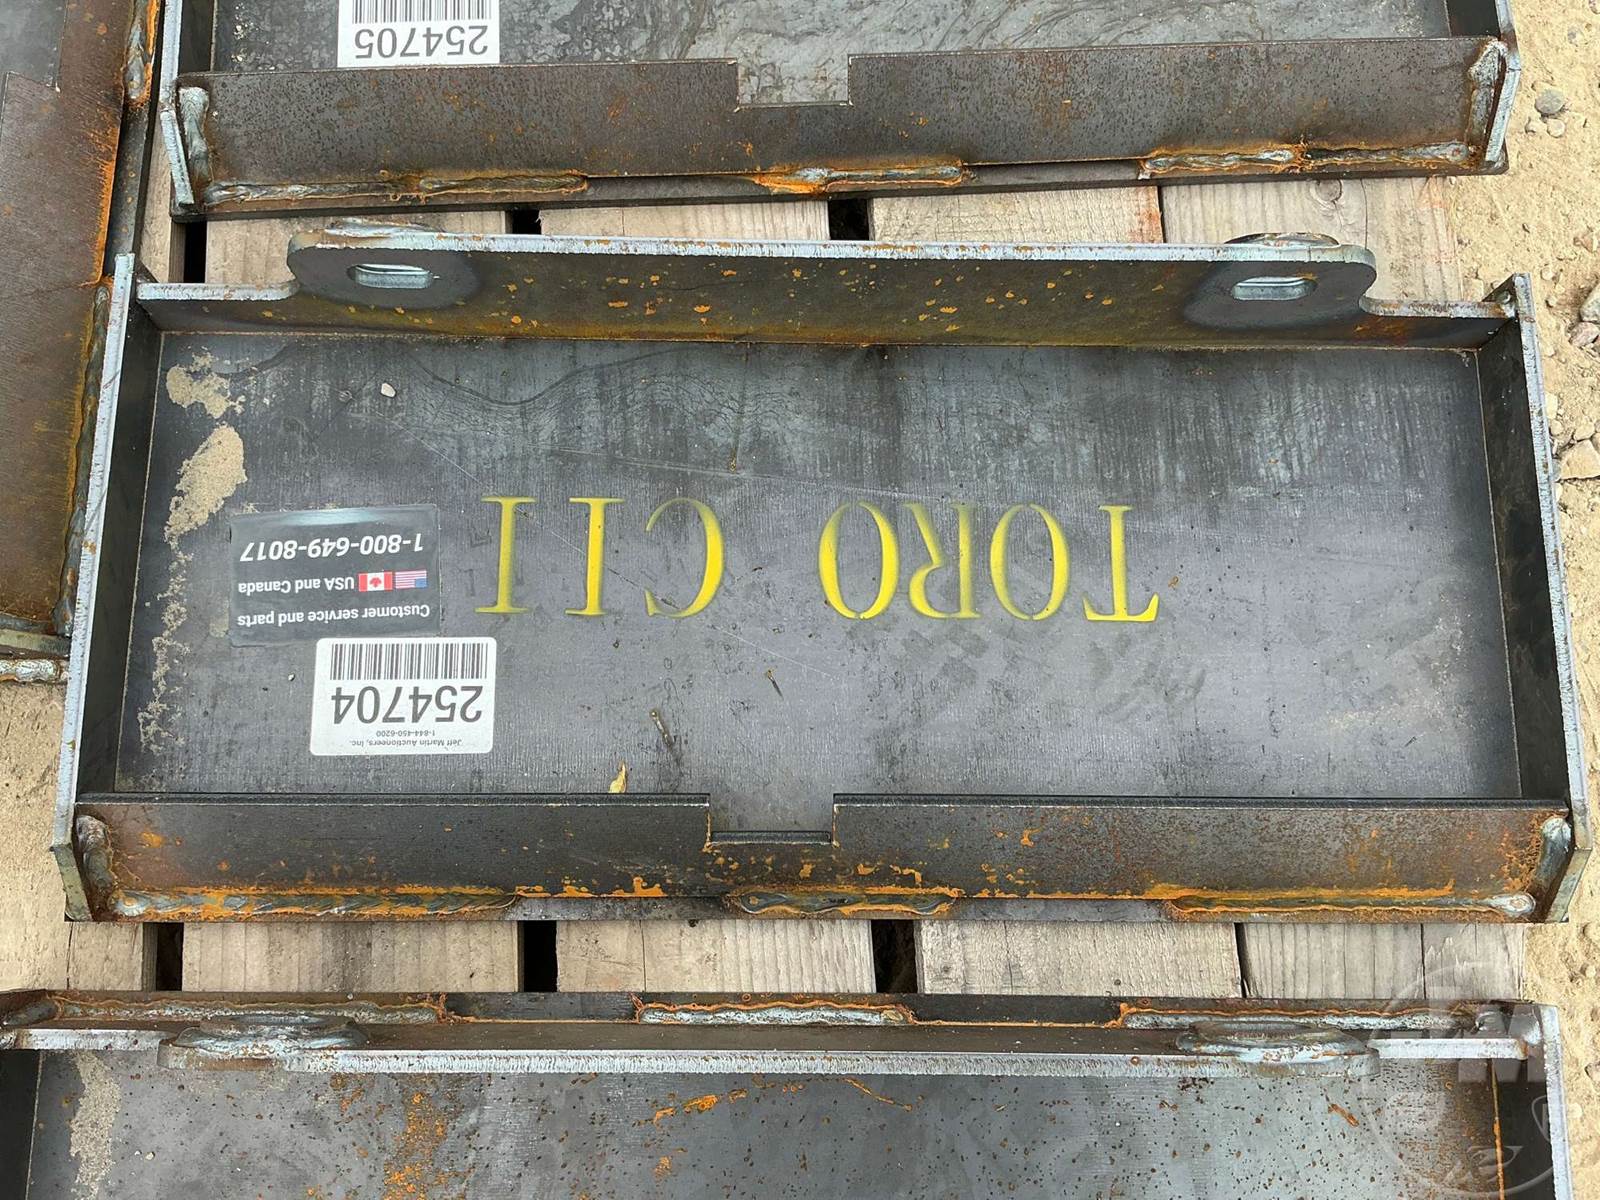 Jeff Martin Auctioneers, Inc.
1-844-450-6200
254704
Customer service and parts
USA and Canada
1-800-649-8017
TORO CII
254705
M